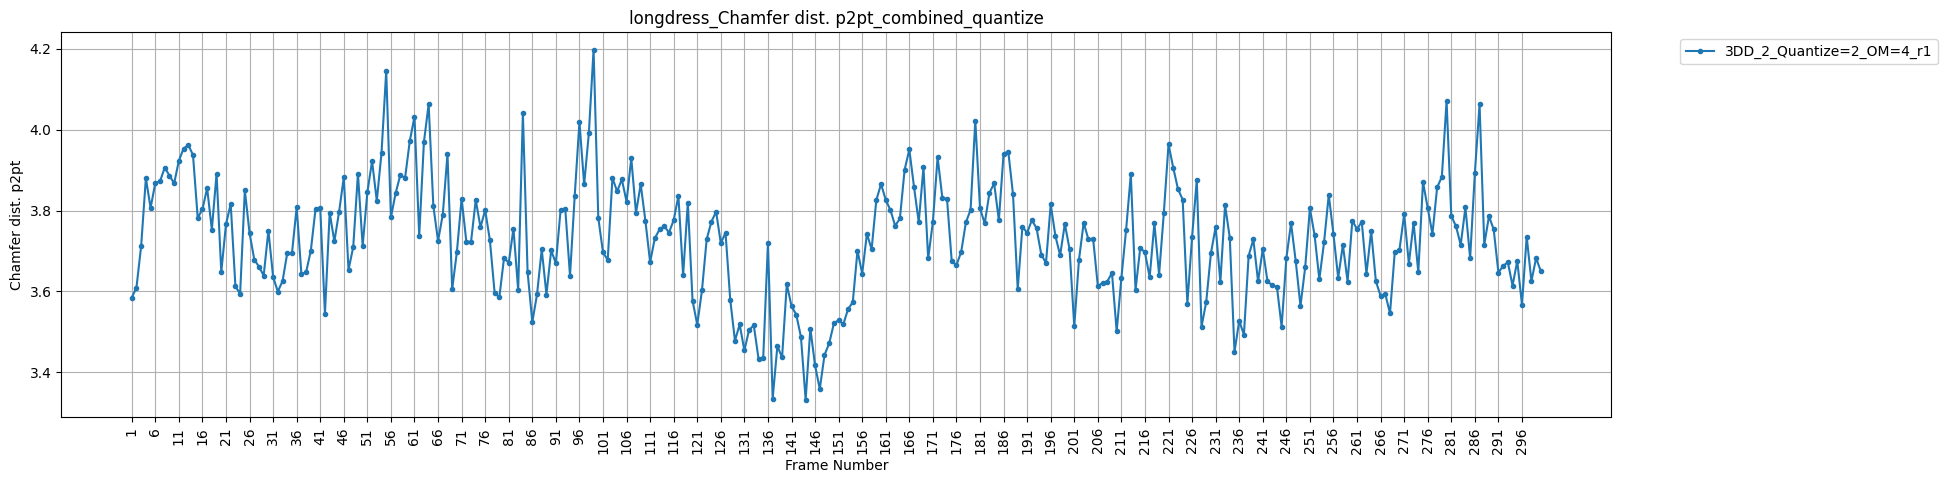 longdress_Chamfer dist. p2pt_combined_quantize
3DD_2_Quantize=2_OM=4_r1
Chamfer dist. p2pt
4.2
4.0
3.8
3.6
3.4
1 6 11 16 21 26 31 36 41 46 51 56 61 66 71 76 81 86 91 96 101 106 111 116 121 126 131 136 141 146 151 156 161 166 171 176 181 186 191 196 201 206 211 216 221 226 231 236 241 246 251 256 261 266 271 276 281 286 291 296
Frame Number